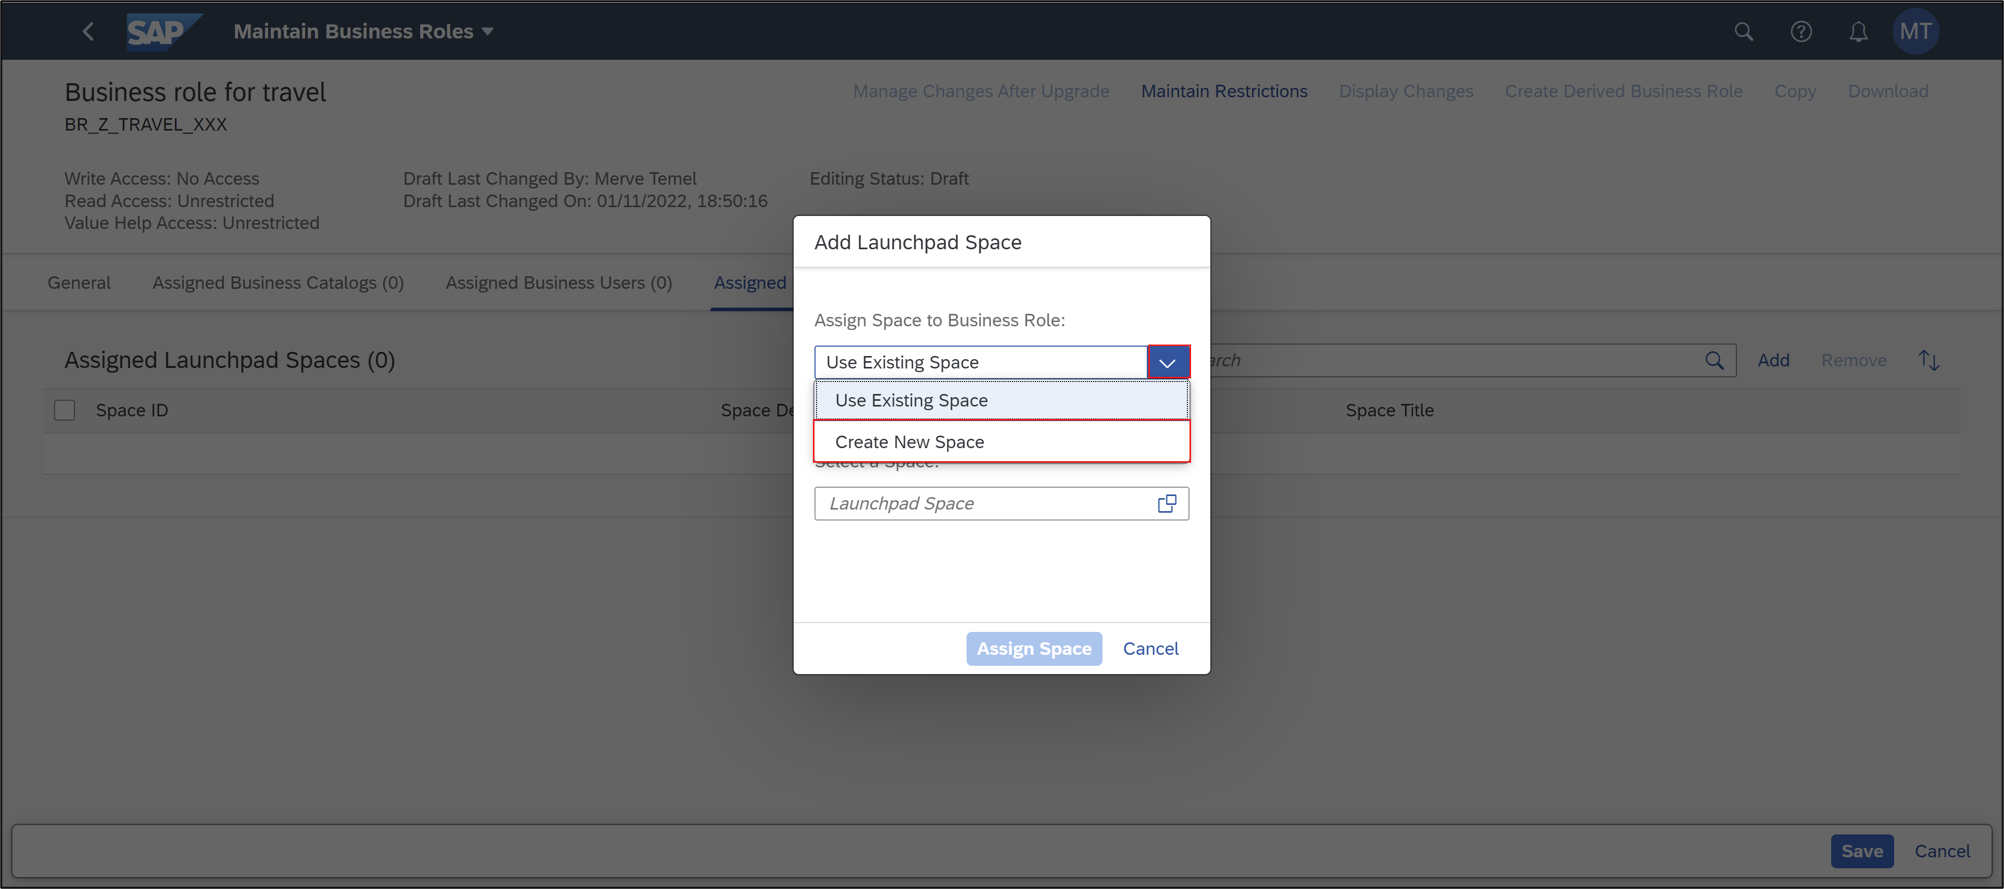 SAP Maintain Business Roles MT
Business role for travel
Manage Changes After Upgrade Maintain Restrictions Display Changes Create Derived Business Role Copy Download
BR_Z_TRAVEL_XXX
Write Access: No Access
Read Access: Unrestricted
Value Help Access: Unrestricted
Draft Last Changed By: Merve Temel
Draft Last Changed On: 01/11/2022, 18:50:16
Editing Status: Draft
General Assigned Business Catalogs (0) Assigned Business Users (0) Assigned
Assigned Launchpad Spaces (0)
Add Remove
Space ID Space Title
Add Launchpad Space
Assign Space to Business Role:
Use Existing Space
Use Existing Space
Create New Space
Select a Space:
Launchpad Space
Assign Space Cancel
Save Cancel